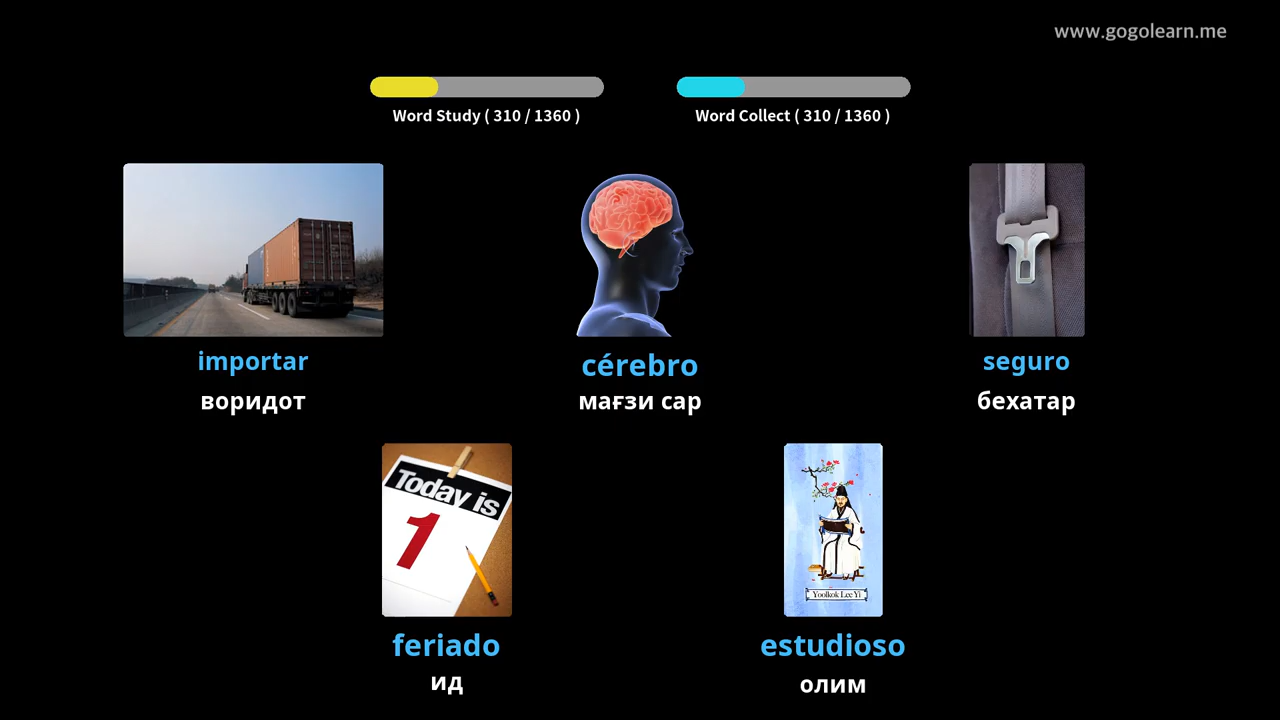 www.gogolearn.me
Word Study ( 310 / 1360 )
Word Collect ( 310 / 1360 )
importar
cérebro
seguro
воридот
мағзи сар
бехатар
Today is
1
Yoolkok Lee Yi
feriado
estudioso
ид
олим